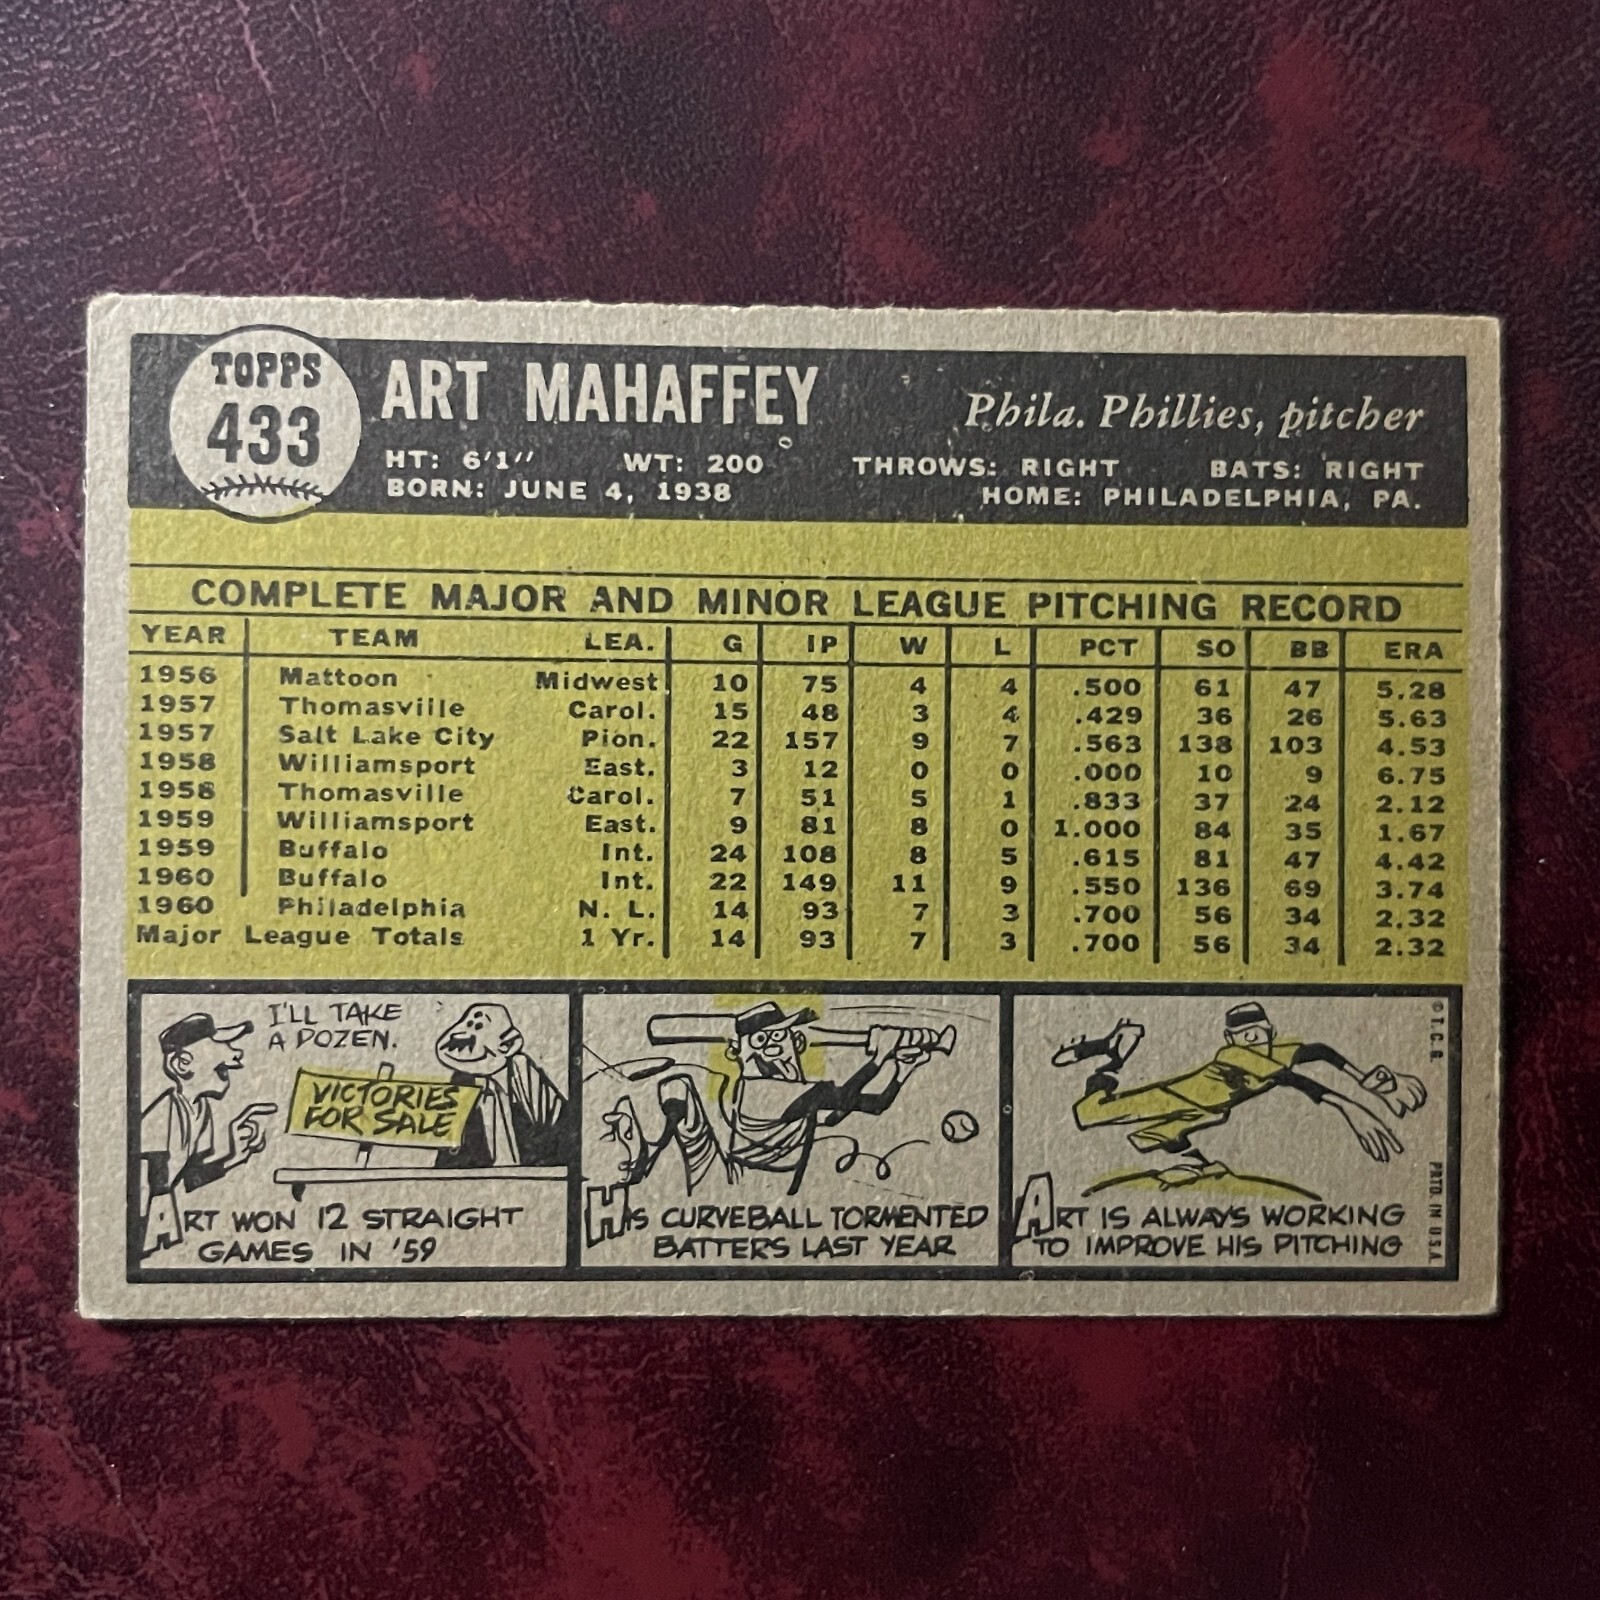 TOPPS
433
ART MAHAFFEY
Phila. Phillies, pitcher
HT: 6'1" WT: 200 THROWS: RIGHT BATS: RIGHT
BORN: JUNE 4, 1938 HOME: PHILADELPHIA, PA.
COMPLETE MAJOR AND MINOR LEAGUE PITCHING RECORD
YEAR TEAM LEA. G IP W L PCT SO BB ERA
1956 Mattoon Midwest 10 75 4 4 .500 61 47 5.28
1957 Thomasville Carol. 15 48 3 4 .429 36 26 5.63
1957 Salt Lake City Pion. 22 157 9 7 .563 138 103 4.53
1958 Williamsport East. 3 12 0 0 .000 10 9 6.75
1958 Thomasville Carol. 7 51 5 1 .833 37 24 2.12
1959 Williamsport East. 9 81 8 0 1.000 84 35 1.67
1959 Buffalo Int. 24 108 8 5 .615 81 47 4.42
1960 Buffalo Int. 22 149 11 9 .550 136 69 3.74
1960 Philadelphia N. L. 14 93 7 3 .700 56 34 2.32
Major League Totals 1 Yr. 14 93 7 3 .700 56 34 2.32
I'LL TAKE
A DOZEN.
VICTORIES
FOR SALE
ART WON 12 STRAIGHT
GAMES IN '59
HIS CURVEBALL TORMENTED
BATTERS LAST YEAR
ART IS ALWAYS WORKING
TO IMPROVE HIS PITCHING
© T. C. G.
PRTD. IN U.S.A.